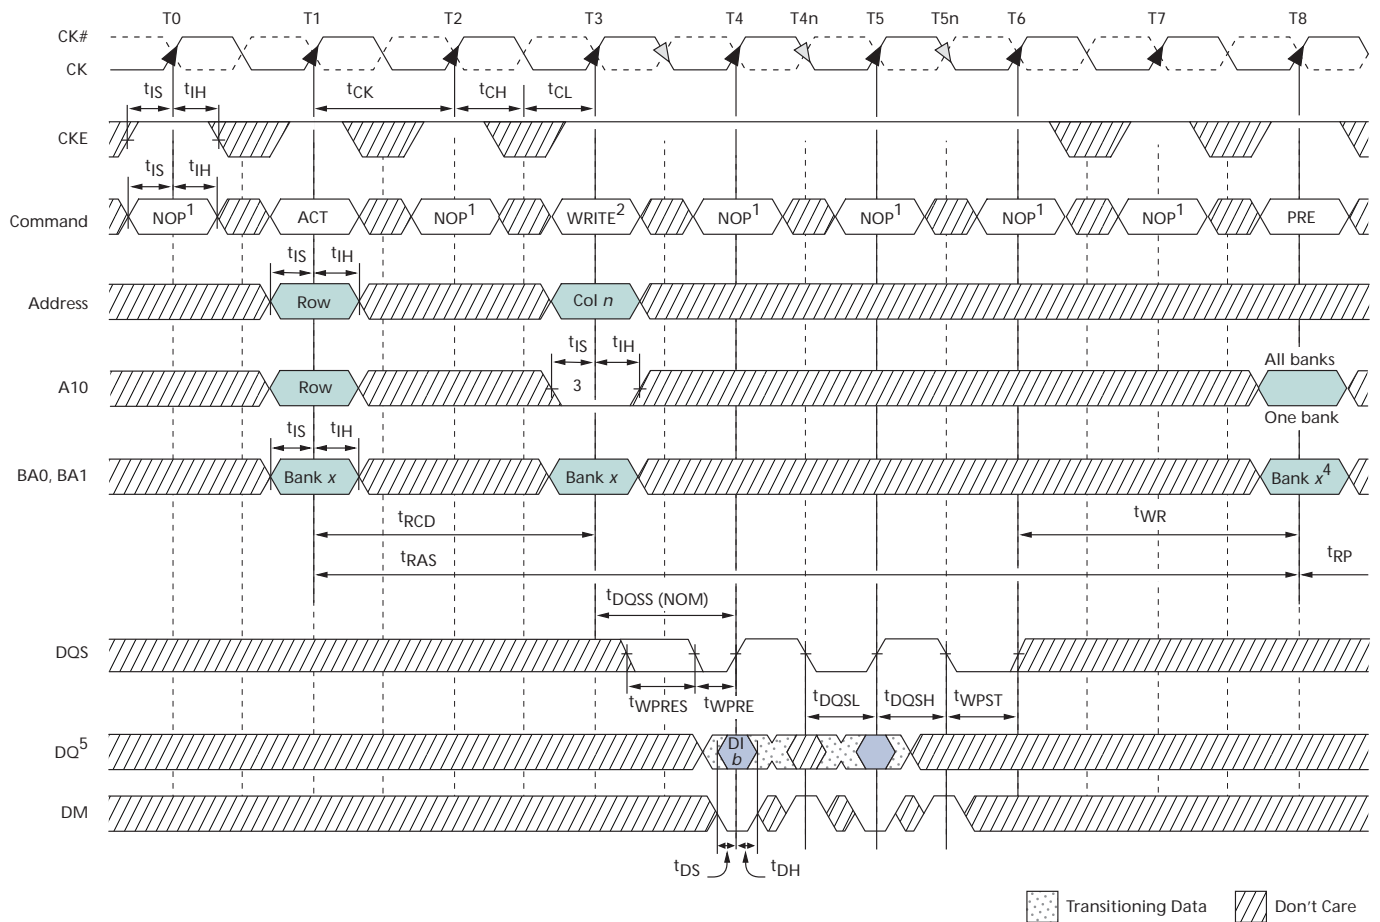 T0 T1 T2 T3 T4 T4n T5 T5n T6 T7 T8
CK#
CK
tIS tIH tCK tCH tCL
CKE
tIS tIH
Command NOP1 ACT NOP1 WRITE2 NOP1 NOP1 NOP1 NOP1 PRE
tIS tIH
Address Row Col n
tIS tIH
All banks
A10 Row 3
One bank
tIS tIH
BA0, BA1 Bank x Bank x Bank x4
tRCD tWR
tRAS tRP
tDQSS (NOM)
DQS
tWPRES tWPRE tDQSL tDQSH tWPST
DQ5 DI
b
DM
tDS tDH
Transitioning Data Don't Care